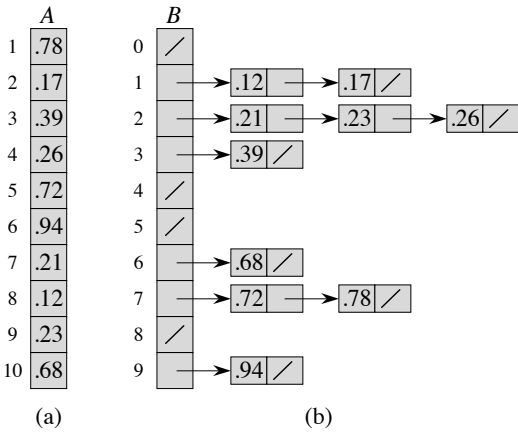 A B
1 .78 0
2 .17 1 .12 .17
3 .39 2 .21 .23 .26
4 .26 3 .39
5 .72 4
6 .94 5
7 .21 6 .68
8 .12 7 .72 .78
9 .23 8
10 .68 9 .94
(a) (b)